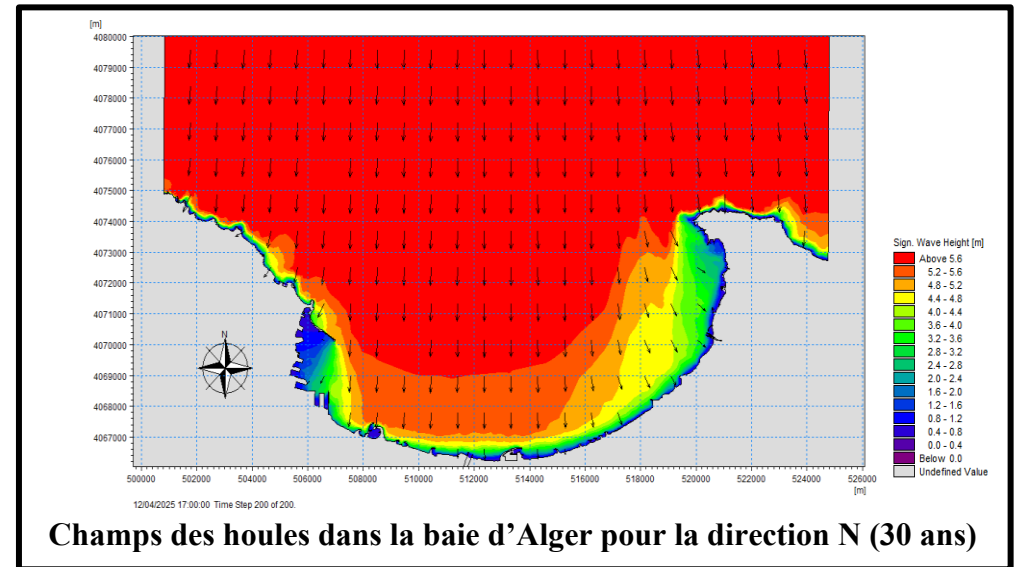 [m]
4080000
4079000
4078000
4077000
4076000
4075000
4074000
4073000
4072000
4071000
4070000
4069000
4068000
4067000
N
500000 502000 504000 506000 508000 510000 512000 514000 516000 518000 520000 522000 524000 526000
[m]
Sign. Wave Height [m]
Above 5.6
5.2 - 5.6
4.8 - 5.2
4.4 - 4.8
4.0 - 4.4
3.6 - 4.0
3.2 - 3.6
2.8 - 3.2
2.4 - 2.8
2.0 - 2.4
1.6 - 2.0
1.2 - 1.6
0.8 - 1.2
0.4 - 0.8
0.0 - 0.4
Below 0.0
Undefined Value
12/04/2025 17:00:00 Time Step 200 of 200.
Champs des houles dans la baie d’Alger pour la direction N (30 ans)